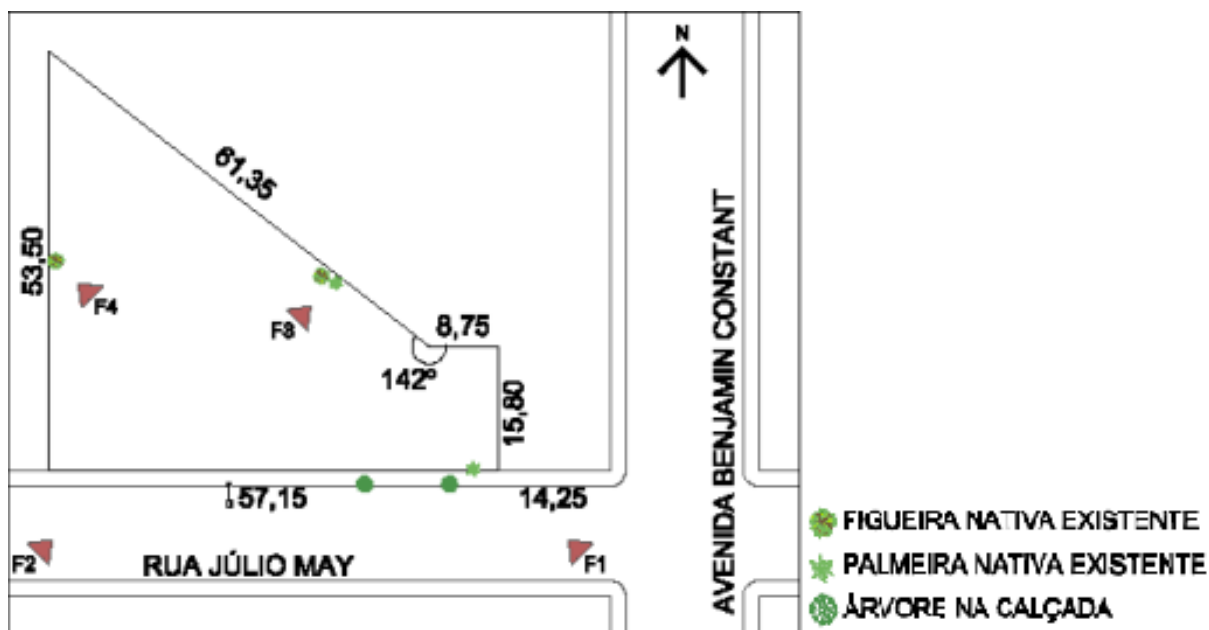 N
61,35
53,50
F4
F3
8,75
142º
15,80
AVENIDA BENJAMIN CONSTANT
57,15
14,25
F2
RUA JÚLIO MAY
F1
FIGUEIRA NATIVA EXISTENTE
PALMEIRA NATIVA EXISTENTE
ÁRVORE NA CALÇADA